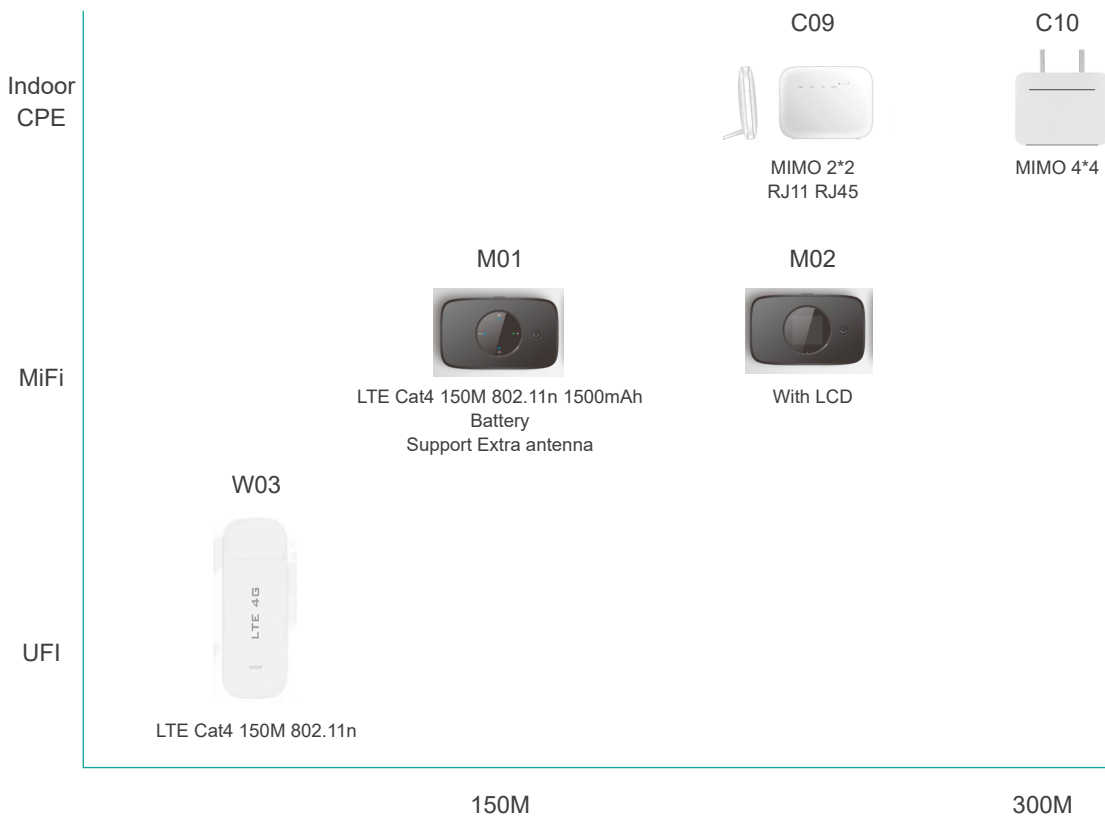 C09
C10
Indoor
CPE
MIMO 2*2
RJ11 RJ45
MIMO 4*4
M01
M02
MiFi
LTE Cat4 150M 802.11n 1500mAh
Battery
Support Extra antenna
With LCD
W03
LTE 4G
UFI
LTE Cat4 150M 802.11n
150M
300M